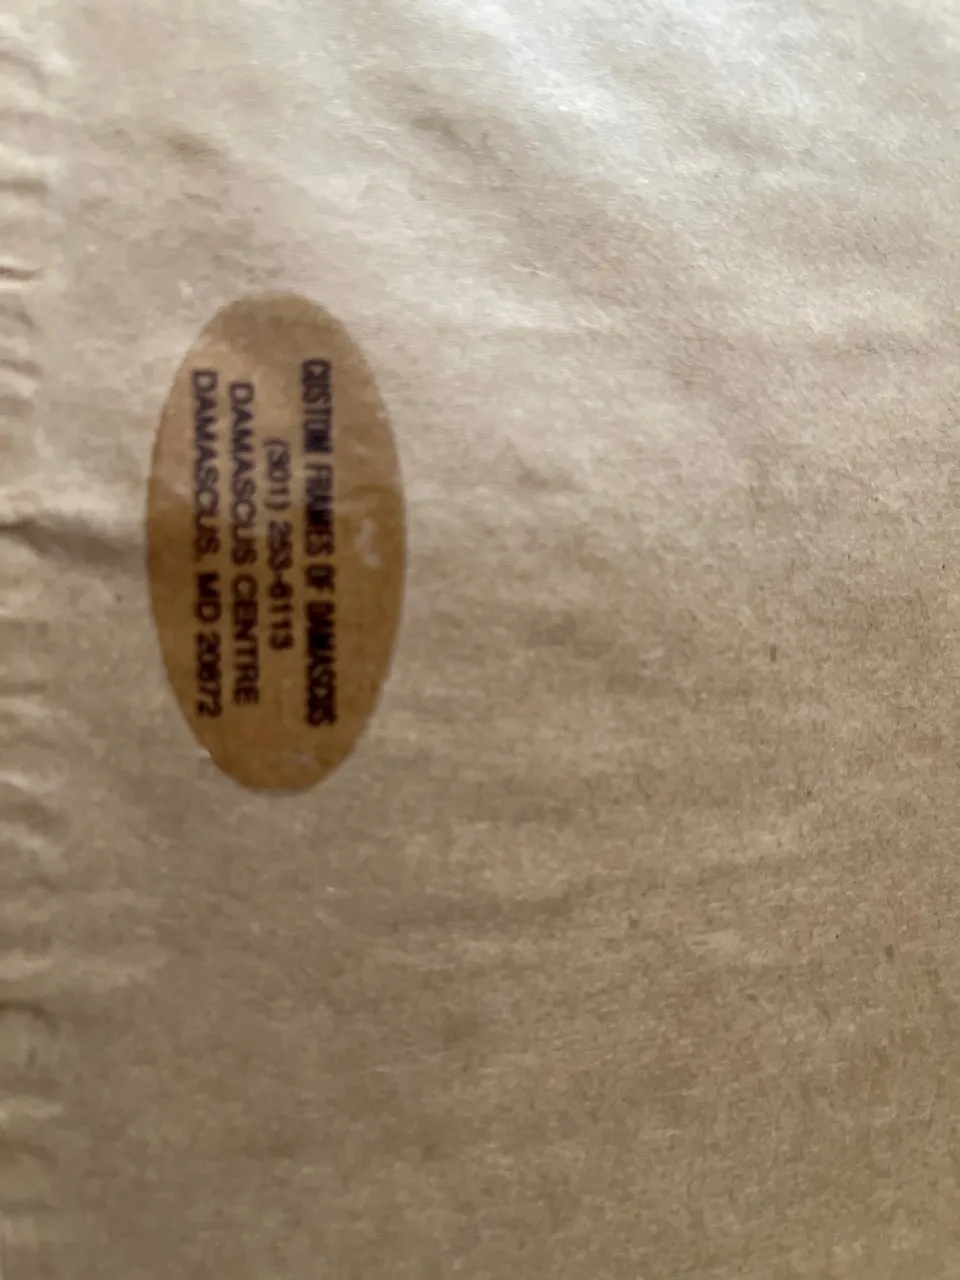 CUSTOM FRAMES OF DAMASCUS
(301) 253-6113
DAMASCUS CENTRE
DAMASCUS, MD 20872